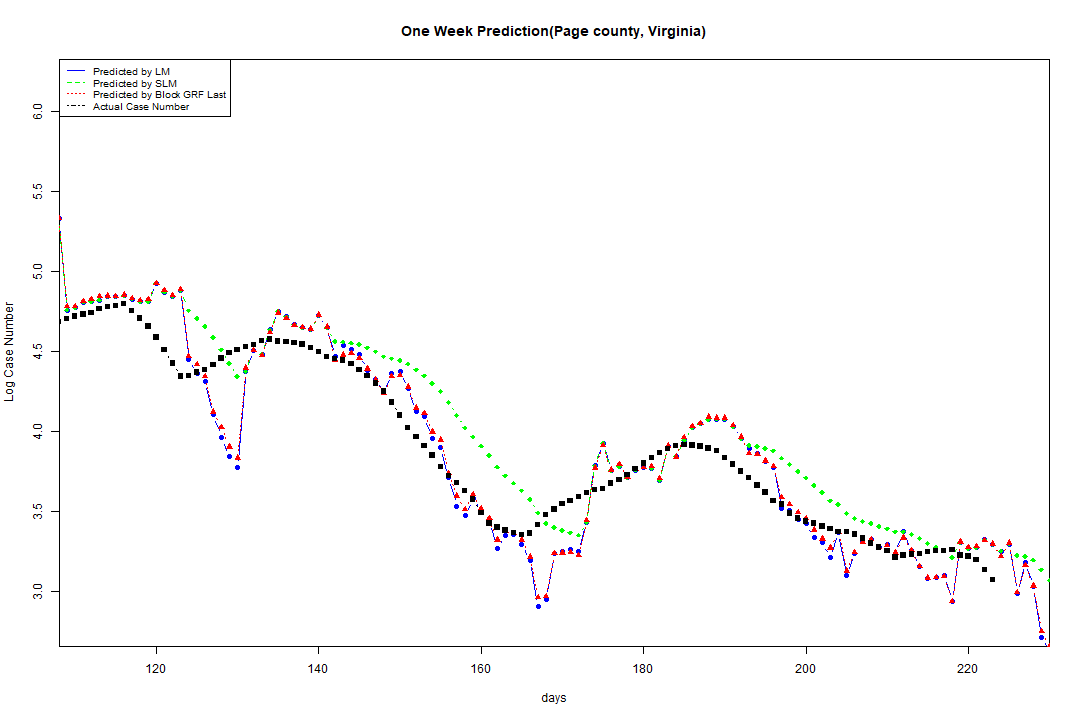 One Week Prediction(Page county, Virginia)
Predicted by LM
Predicted by SLM
Predicted by Block GRF Last
Actual Case Number
6.0
5.5
5.0
4.5
4.0
3.5
3.0
Log Case Number
120 140 160 180 200 220
days